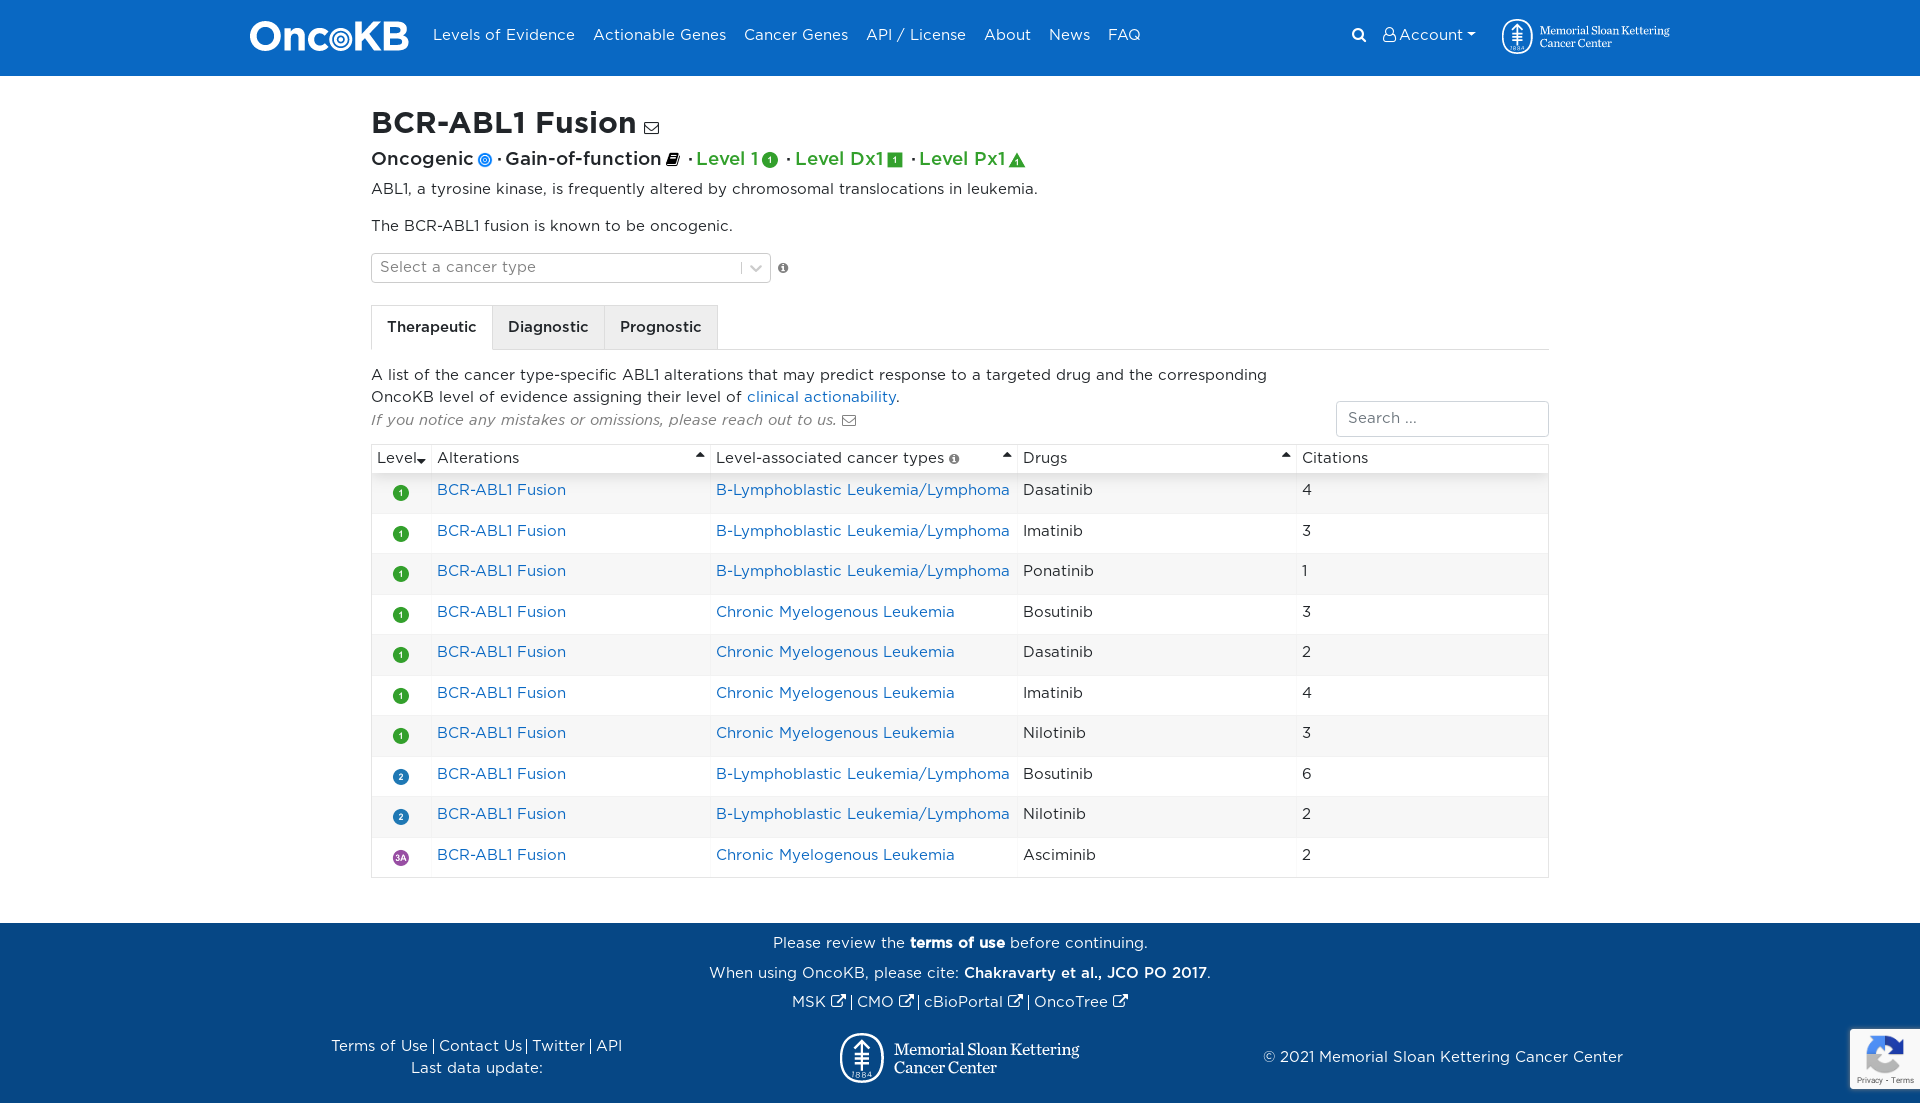 OncoKB Levels of Evidence Actionable Genes Cancer Genes API / License About News FAQ Account Memorial Sloan Kettering
Cancer Center
1884
BCR-ABL1 Fusion
Oncogenic · Gain-of-function · Level 1 1 · Level Dx1 1 · Level Px1 1
ABL1, a tyrosine kinase, is frequently altered by chromosomal translocations in leukemia.
The BCR-ABL1 fusion is known to be oncogenic.
Select a cancer type
Therapeutic Diagnostic Prognostic
A list of the cancer type-specific ABL1 alterations that may predict response to a targeted drug and the corresponding
OncoKB level of evidence assigning their level of clinical actionability.
If you notice any mistakes or omissions, please reach out to us.
Search ...
Level Alterations Level-associated cancer types Drugs Citations
1 BCR-ABL1 Fusion B-Lymphoblastic Leukemia/Lymphoma Dasatinib 4
1 BCR-ABL1 Fusion B-Lymphoblastic Leukemia/Lymphoma Imatinib 3
1 BCR-ABL1 Fusion B-Lymphoblastic Leukemia/Lymphoma Ponatinib 1
1 BCR-ABL1 Fusion Chronic Myelogenous Leukemia Bosutinib 3
1 BCR-ABL1 Fusion Chronic Myelogenous Leukemia Dasatinib 2
1 BCR-ABL1 Fusion Chronic Myelogenous Leukemia Imatinib 4
1 BCR-ABL1 Fusion Chronic Myelogenous Leukemia Nilotinib 3
2 BCR-ABL1 Fusion B-Lymphoblastic Leukemia/Lymphoma Bosutinib 6
2 BCR-ABL1 Fusion B-Lymphoblastic Leukemia/Lymphoma Nilotinib 2
3A BCR-ABL1 Fusion Chronic Myelogenous Leukemia Asciminib 2
Please review the terms of use before continuing.
When using OncoKB, please cite: Chakravarty et al., JCO PO 2017.
MSK | CMO | cBioPortal | OncoTree
Terms of Use | Contact Us | Twitter | API
Last data update:
1884
Memorial Sloan Kettering
Cancer Center
© 2021 Memorial Sloan Kettering Cancer Center
Privacy - Terms